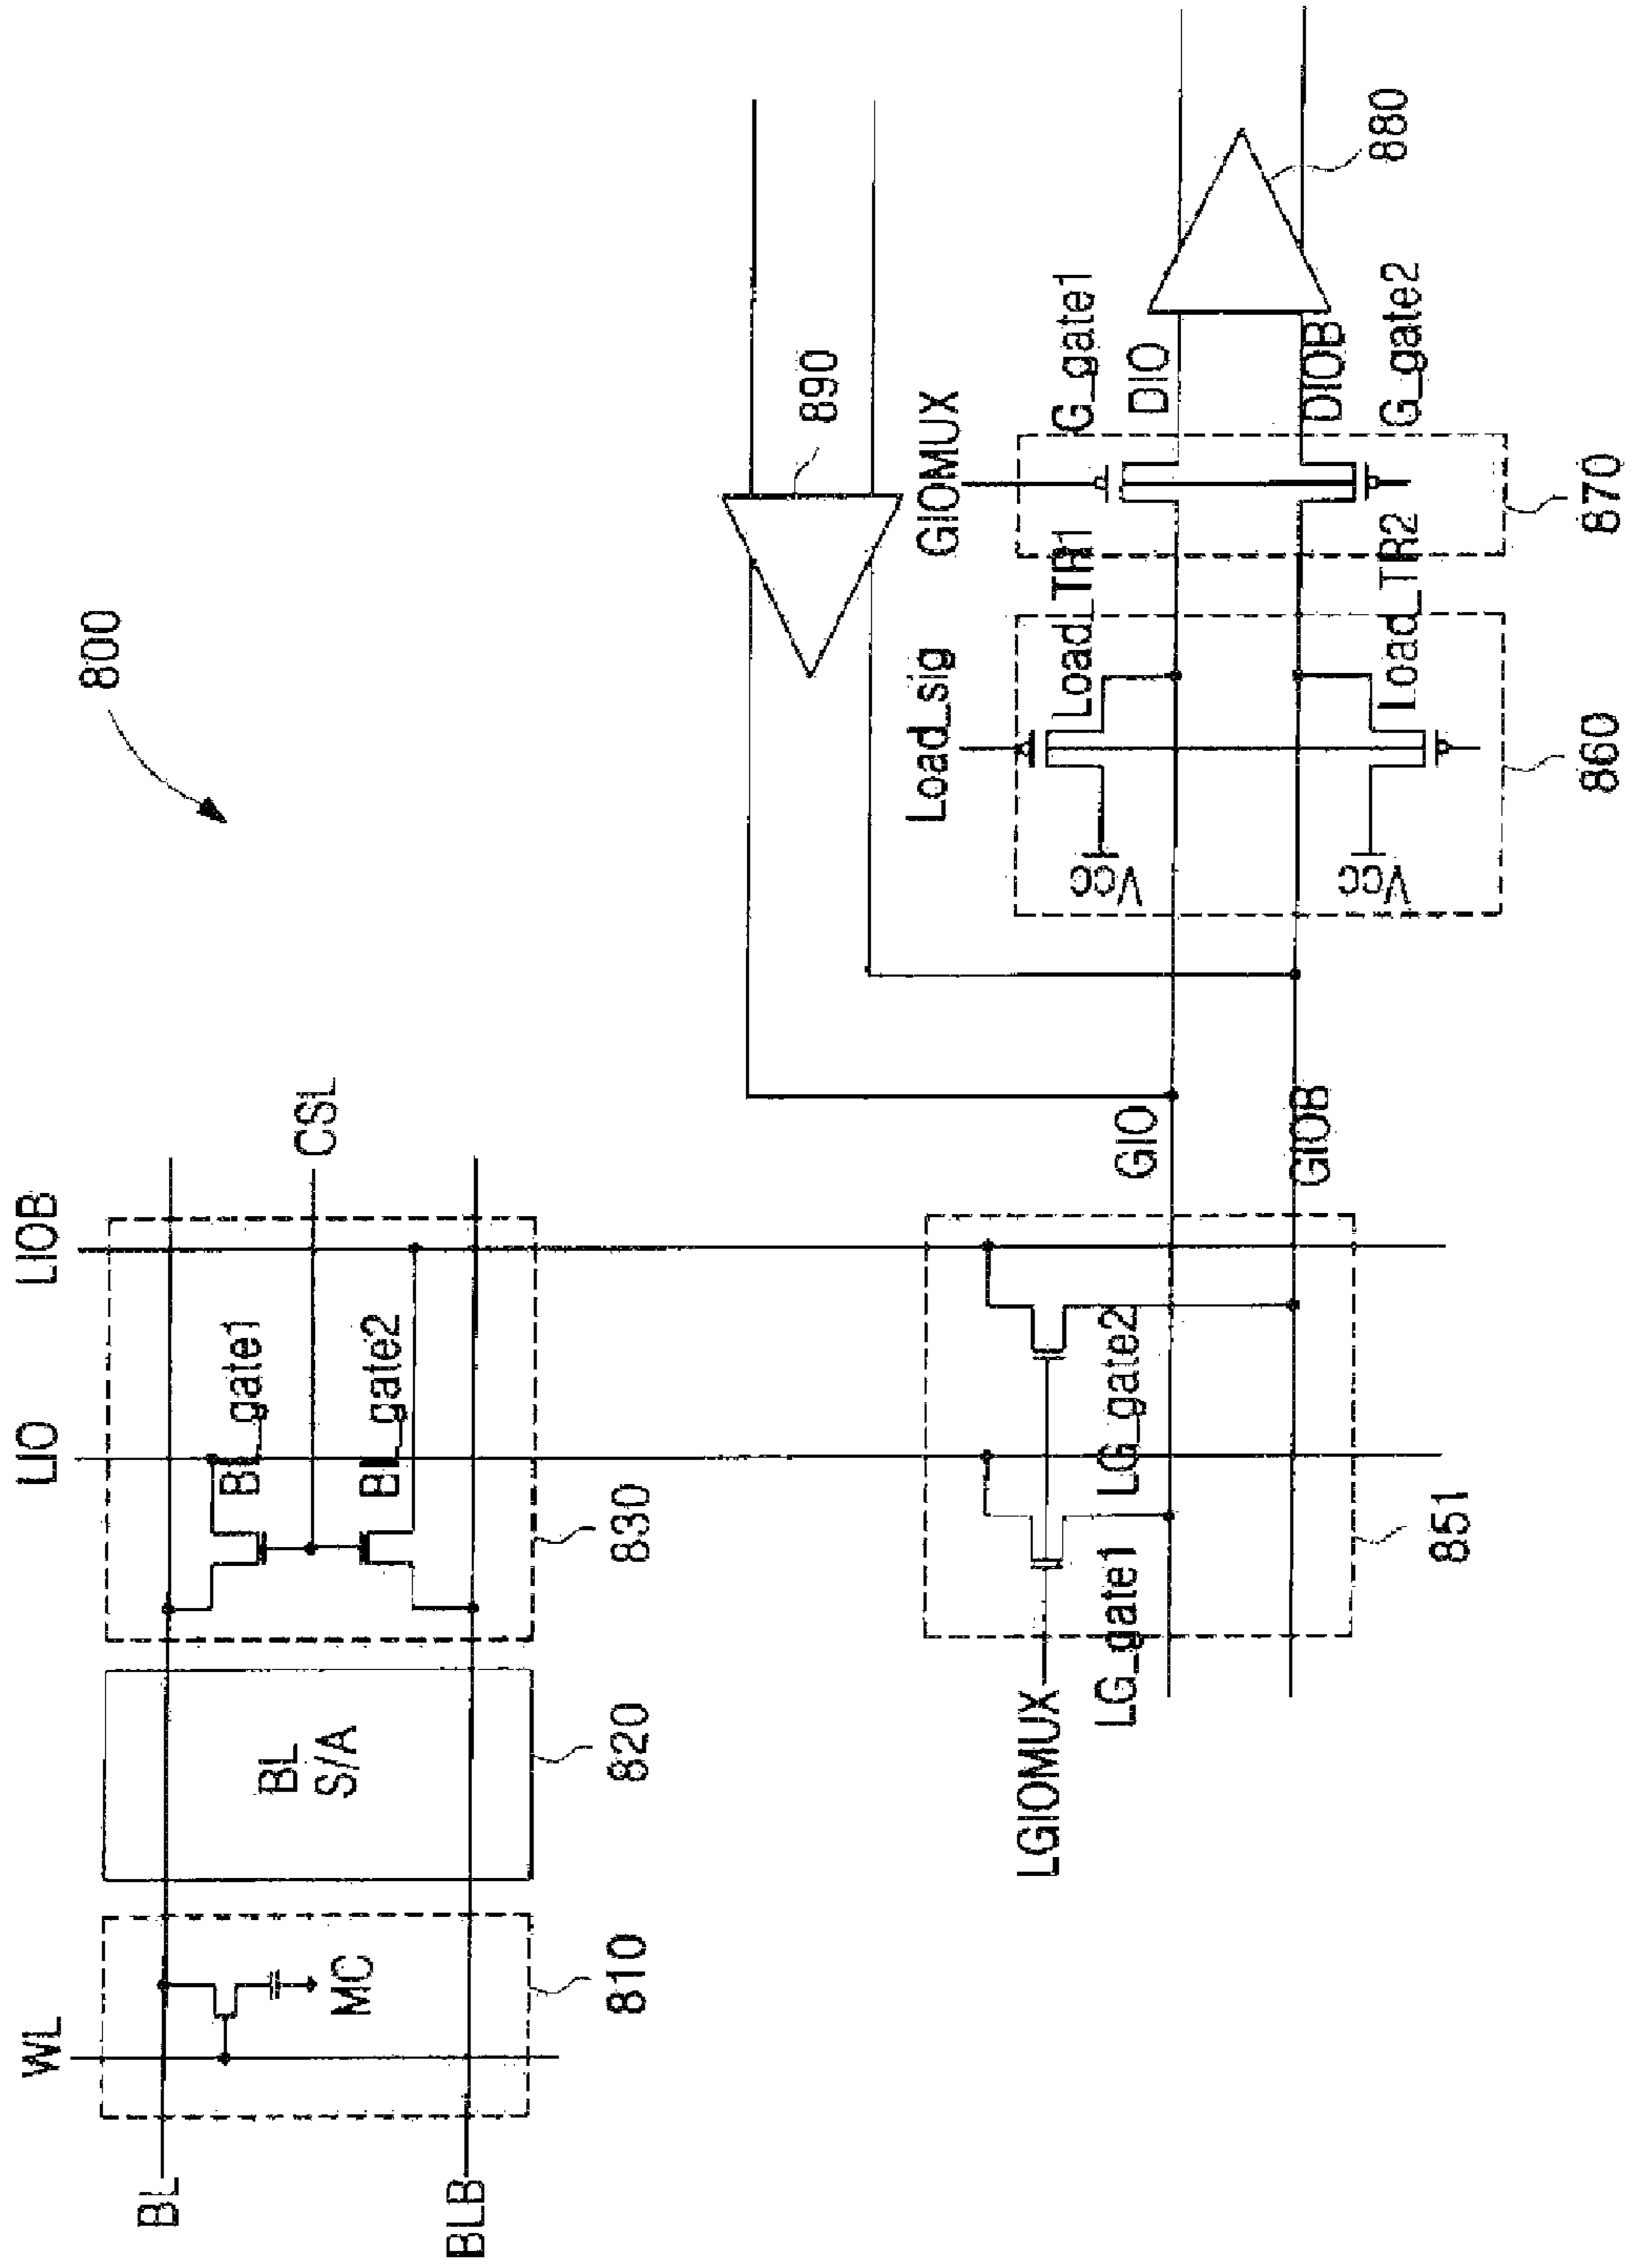 800
WL
BL
BLB
MC
810
BL
S/A
820
LIO
LIOB
BL_gate1
BL_gate2
CSL
830
890
LGIOMUX
LG_gate1
LG_gate2
851
GIO
GIOB
Load_sig
Load_TR1
Load_TR2
Vcc
Vcc
860
GIOMUX
G_gate1
G_gate2
DIO
DIOB
870
880